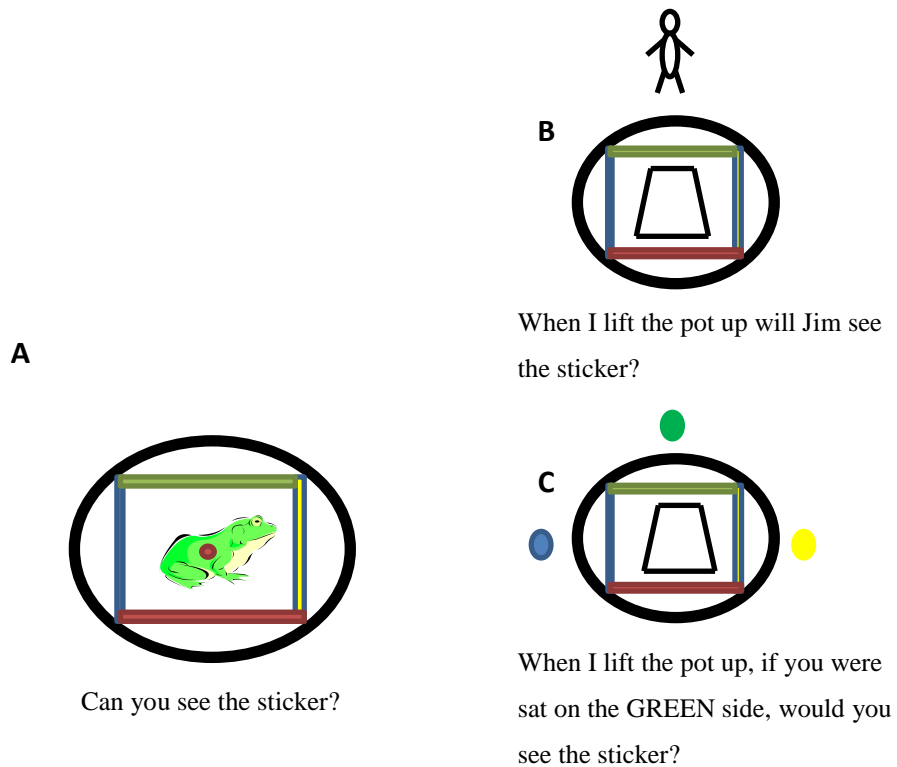 B
When I lift the pot up will Jim see
the sticker?
A
Can you see the sticker?
C
When I lift the pot up, if you were
sat on the GREEN side, would you
see the sticker?